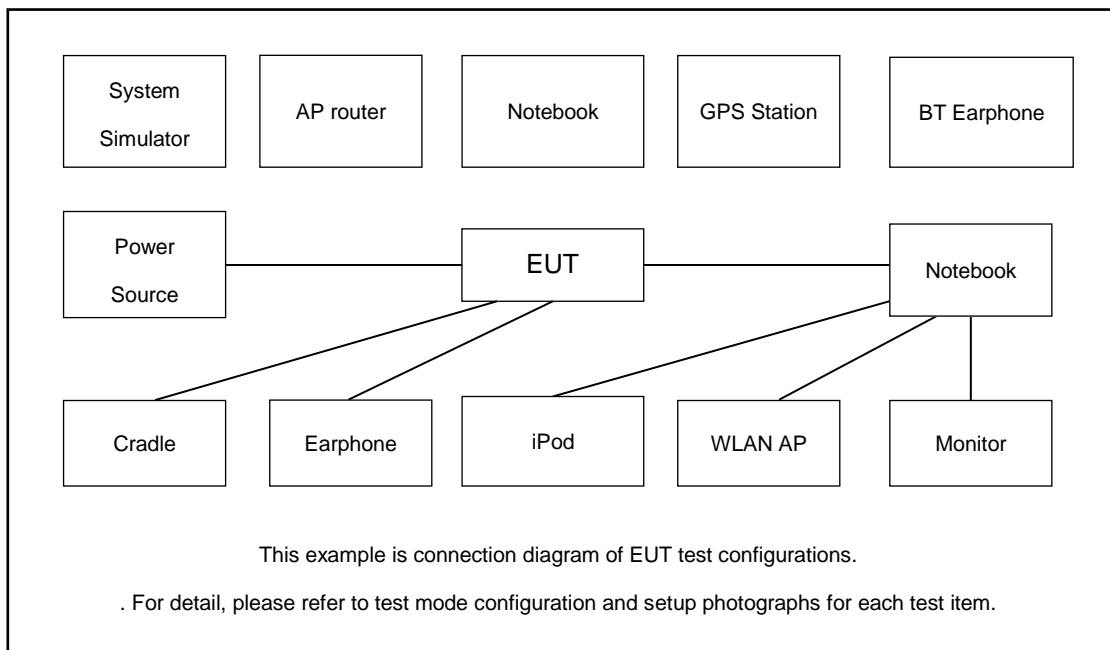 System
Simulator
AP router
Notebook
GPS Station
BT Earphone
Power
Source
EUT
Notebook
Cradle
Earphone
iPod
WLAN AP
Monitor
This example is connection diagram of EUT test configurations.
. For detail, please refer to test mode configuration and setup photographs for each test item.